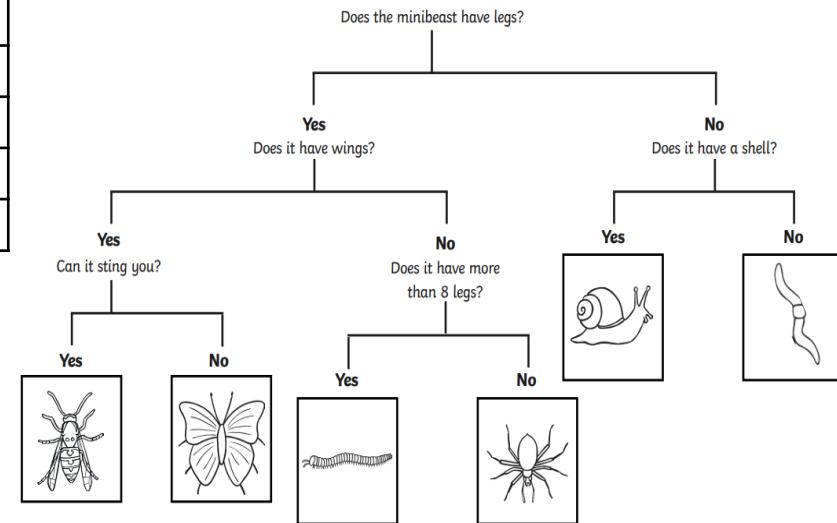 Does the minibeast have legs?
Yes
No
Does it have wings?
Does it have a shell?
Yes
No
Yes
No
Can it sting you?
Does it have more
than 8 legs?
Yes
No
Yes
No